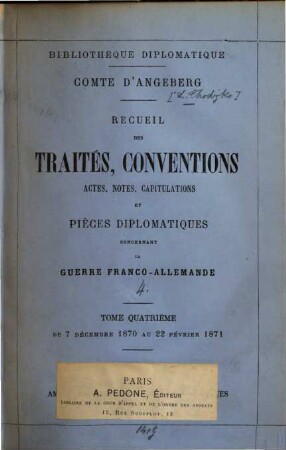 BIBLIOTHÈQUE DIPLOMATIQUE
COMTE D'ANGEBERG
[L. Chodzko]
RECUEIL
DES
TRAITÉS, CONVENTIONS
ACTES, NOTES, CAPITULATIONS
ET
PIÈCES DIPLOMATIQUES
CONCERNANT
LA
GUERRE FRANCO-ALLEMANDE
4.
TOME QUATRIÈME
DU 7 DÉCEMBRE 1870 AU 22 FÉVRIER 1871
PARIS
A. PEDONE, ÉDITEUR
LIBRAIRE DE LA COUR D'APPEL ET DE L'ORDRE DES AVOCATS
13, RUE SOUFFLOT, 13